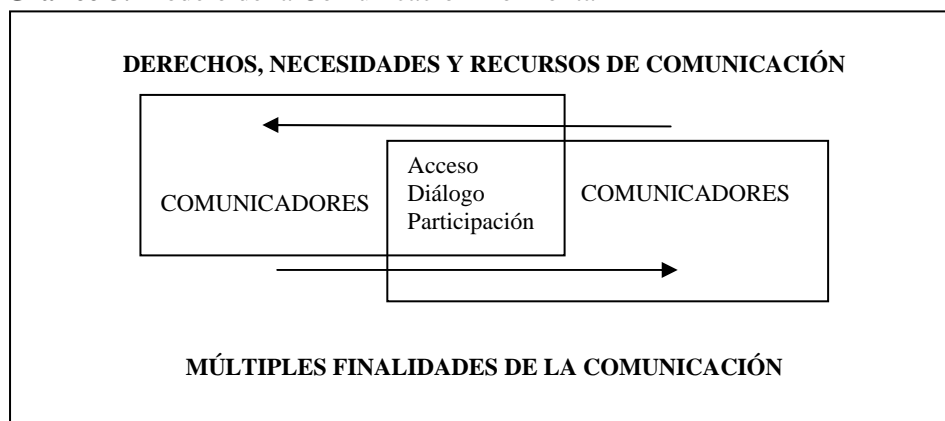 DERECHOS, NECESIDADES Y RECURSOS DE COMUNICACIÓN
COMUNICADORES
Acceso
Diálogo
Participación
COMUNICADORES
MÚLTIPLES FINALIDADES DE LA COMUNICACIÓN